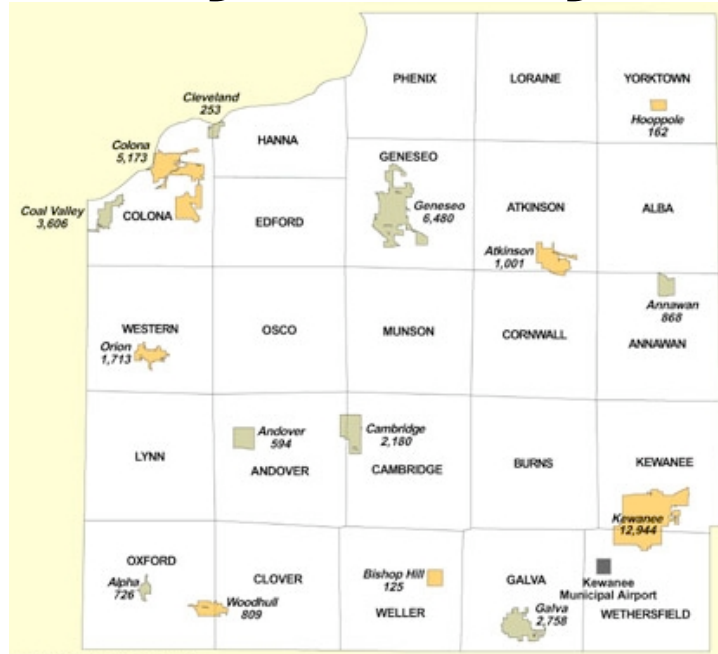 PHENIX
LORAINE
YORKTOWN
Cleveland
253
Hooppole
162
Colona
5,173
HANNA
GENESEO
Coal Valley
3,606
COLONA
EDFORD
Geneseo
6,480
ATKINSON
ALBA
Atkinson
1,001
Annawan
868
WESTERN
Orion
1,713
OSCO
MUNSON
CORNWALL
ANNAWAN
LYNN
Andover
594
ANDOVER
Cambridge
2,180
CAMBRIDGE
BURNS
KEWANEE
Kewanee
12,944
OXFORD
Alpha
726
CLOVER
Woodhull
809
Bishop Hill
125
WELLER
GALVA
Galva
2,758
Kewanee
Municipal Airport
WETHERSFIELD